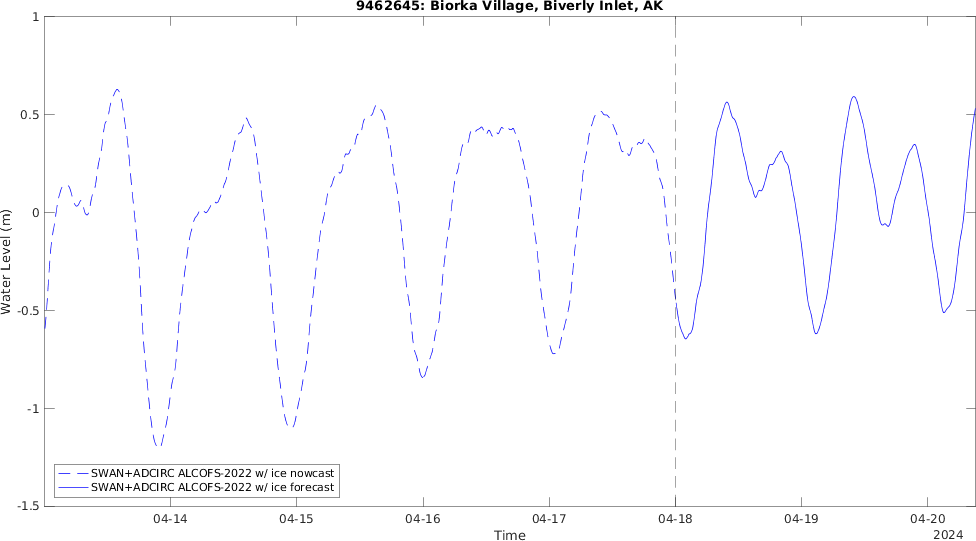 9462645: Biorka Village, Biverly Inlet, AK
1
0.5
0
-0.5
-1
-1.5
Water Level (m)
SWAN+ADCIRC ALCOFS-2022 w/ ice nowcast
SWAN+ADCIRC ALCOFS-2022 w/ ice forecast
04-14 04-15 04-16 04-17 04-18 04-19 04-20
Time
2024